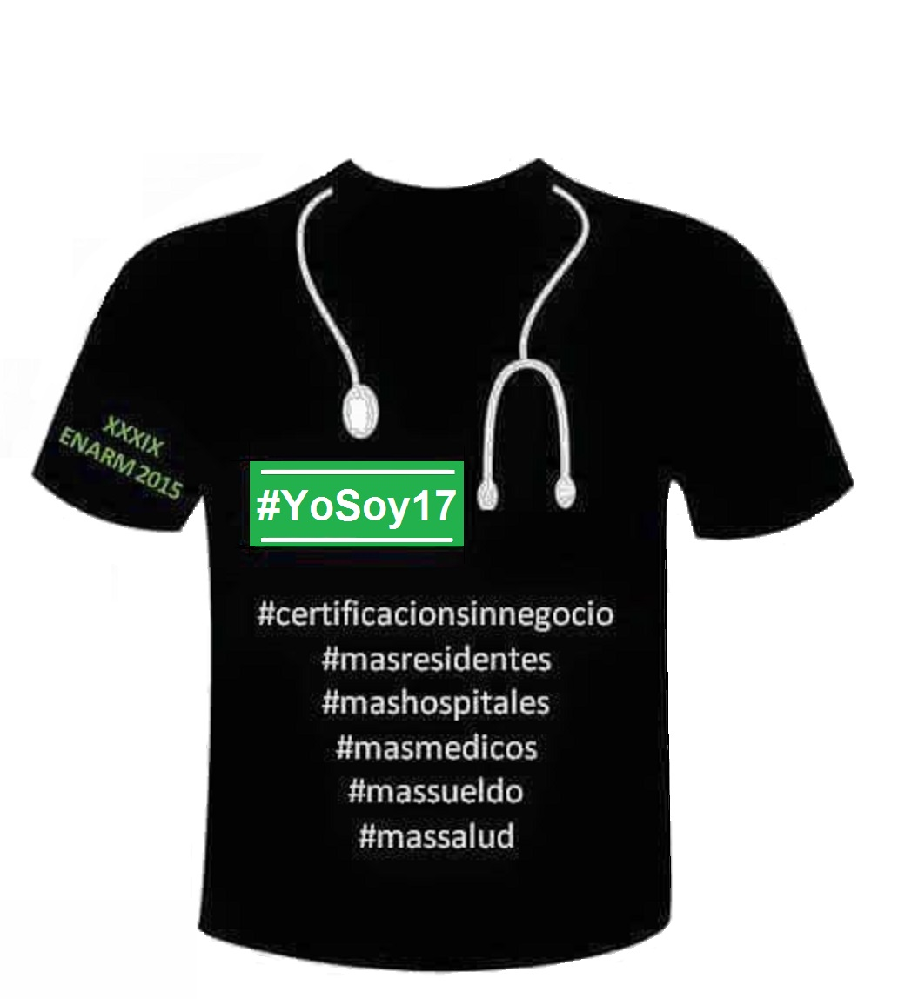 XXXIX
ENARM 2015
#YoSoy17
#certificacionsinnegocio
#masresidentes
#mashospitales
#masmedicos
#massueldo
#massalud